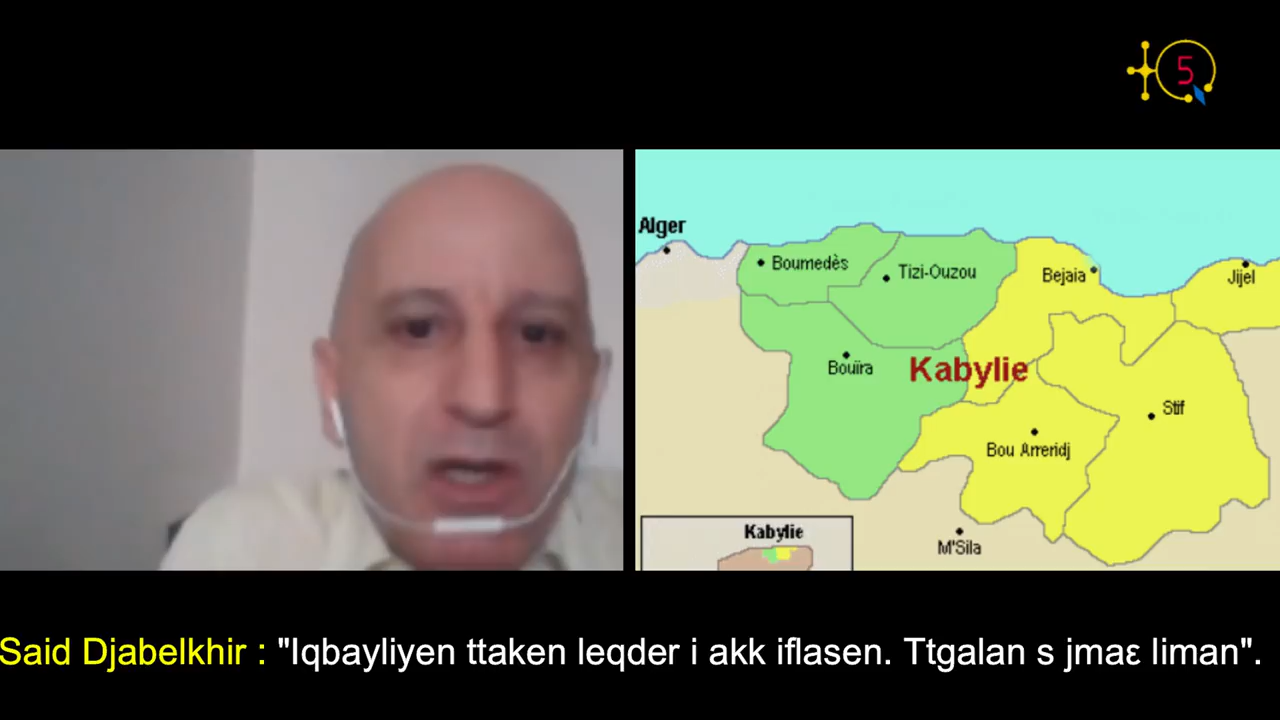 5
Alger
Boumedès
Tizi-Ouzou
Bejaia
Jijel
Bouïra
Kabylie
Stif
Bou Arreridj
M'Sila
Kabylie
Said Djabelkhir : "Iqbayliyen ttaken leqder i akk iflasen. Ttgalan s jmaɛ liman".